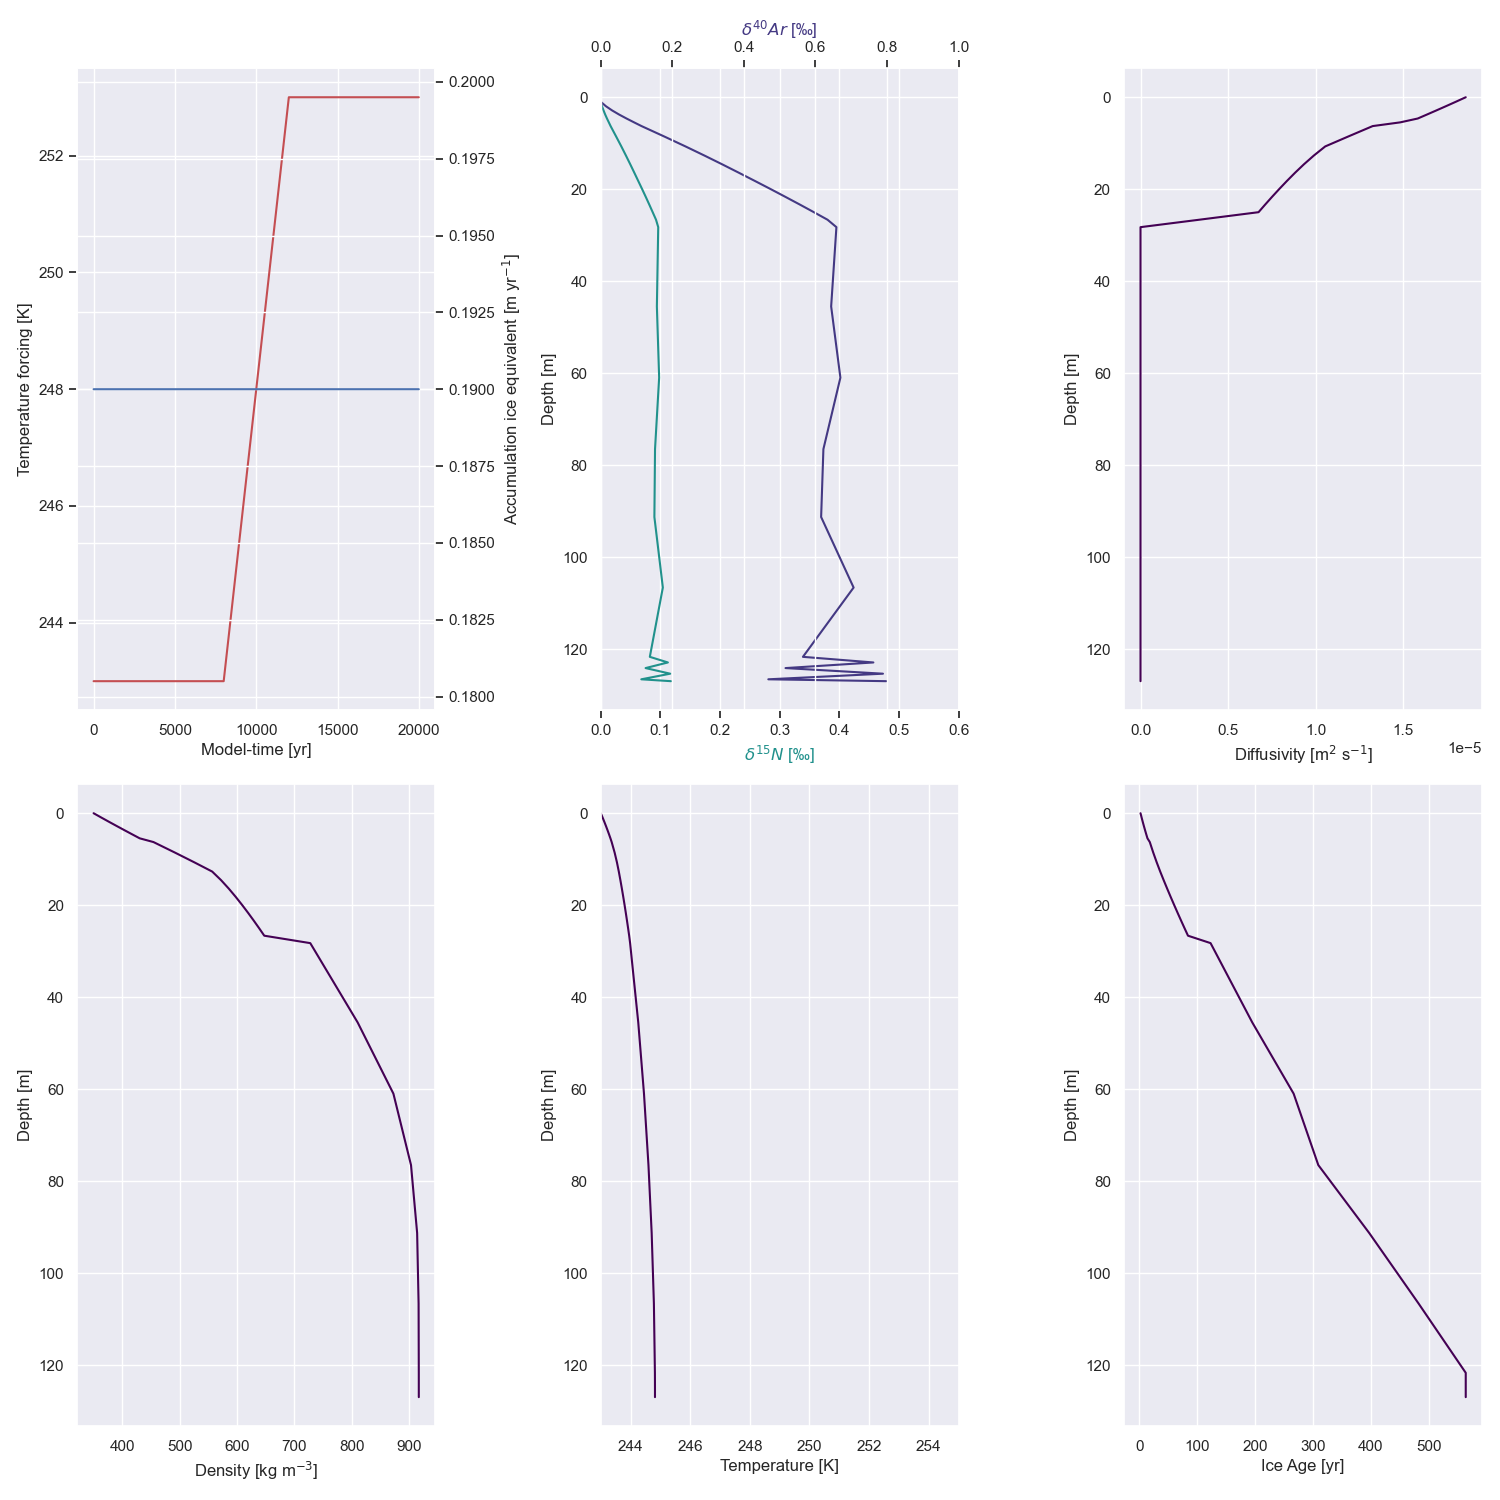 δ⁴⁰Ar [‰]
0.0 0.2 0.4 0.6 0.8 1.0
252
250
248
246
244
Temperature forcing [K]
0.2000
0.1975
0.1950
0.1925
0.1900
0.1875
0.1850
0.1825
0.1800
Accumulation ice equivalent [m yr⁻¹]
0 5000 10000 15000 20000
Model-time [yr]
0
20
40
60
80
100
120
Depth [m]
0.0 0.1 0.2 0.3 0.4 0.5 0.6
δ¹⁵N [‰]
0
20
40
60
80
100
120
Depth [m]
0.0 0.5 1.0 1.5
1e−5
Diffusivity [m² s⁻¹]
0
20
40
60
80
100
120
Depth [m]
400 500 600 700 800 900
Density [kg m⁻³]
0
20
40
60
80
100
120
Depth [m]
244 246 248 250 252 254
Temperature [K]
0
20
40
60
80
100
120
Depth [m]
0 100 200 300 400 500
Ice Age [yr]